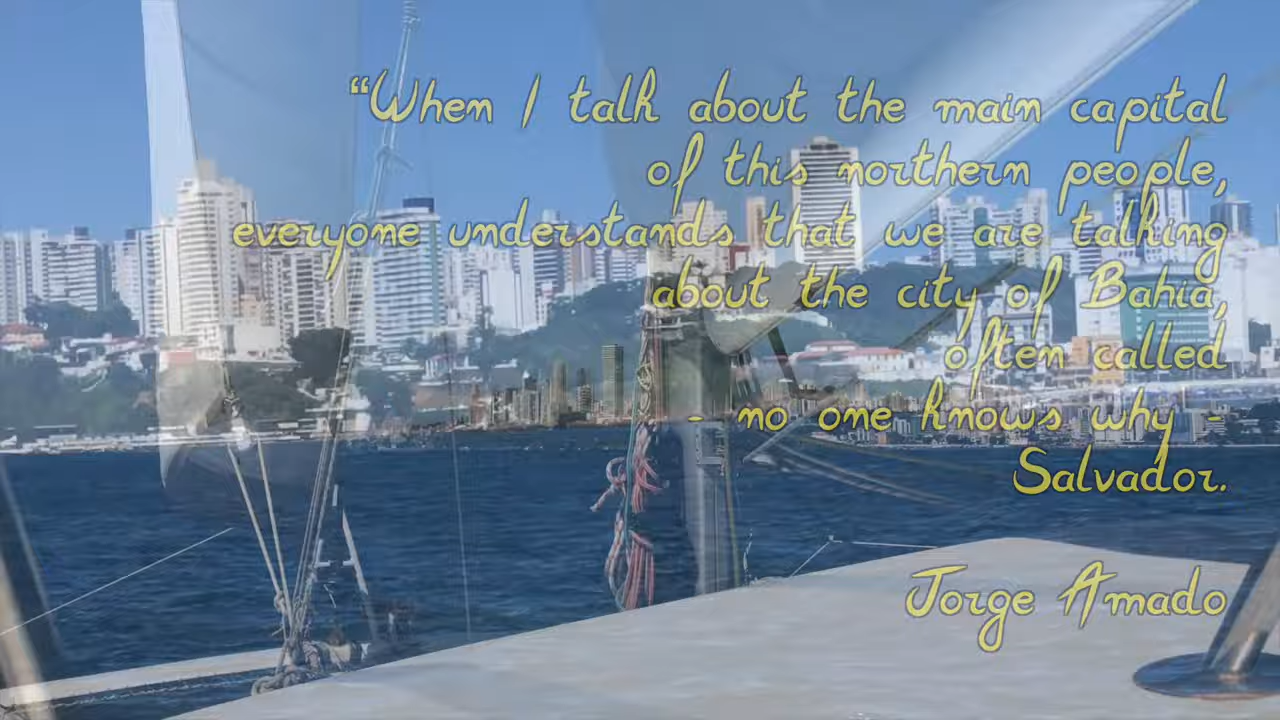 “When I talk about the main capital
of this northern people,
everyone understands that we are talking
about the city of Bahia,
often called
- no one knows why -
Salvador.
Jorge Amado